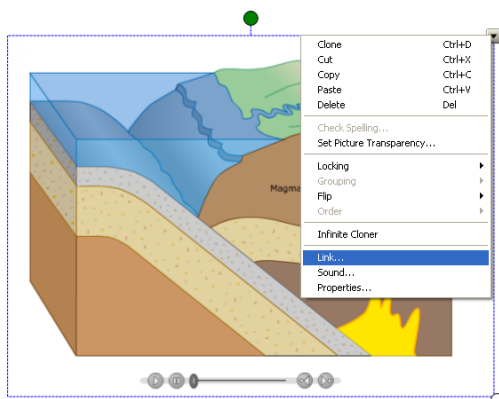 Clone Ctrl+D
Cut Ctrl+X
Copy Ctrl+C
Paste Ctrl+V
Delete Del
Check Spelling...
Set Picture Transparency...
Locking
Magma
Grouping
Flip
Order
Infinite Cloner
Link...
Sound...
Properties...